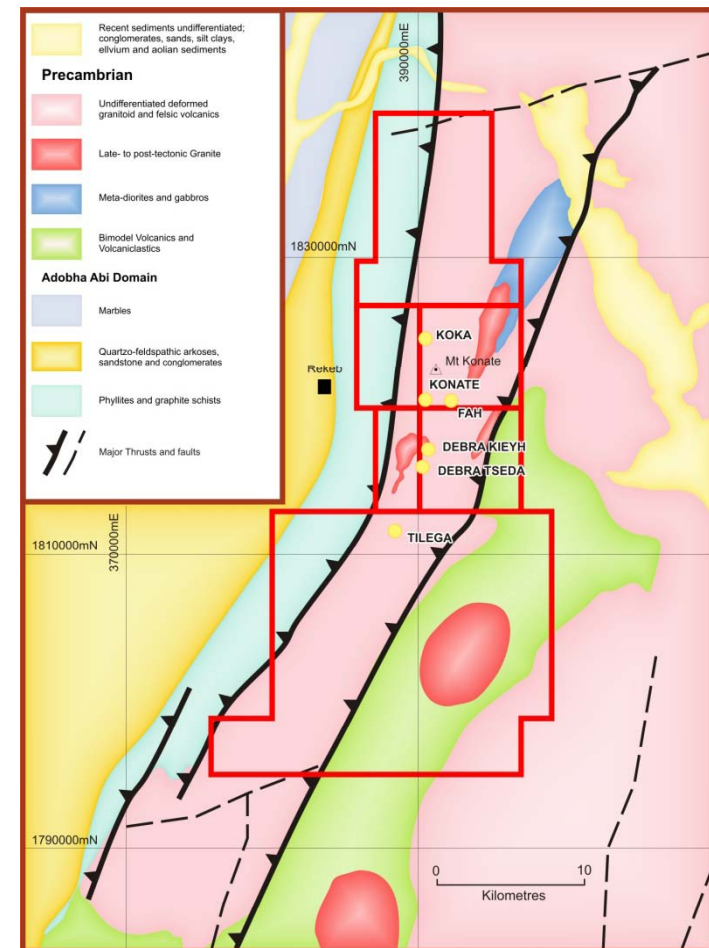 Recent sediments undifferentiated;
conglomerates, sands, silt clays,
ellvium and aolian sediments
Precambrian
Undifferentiated deformed
granitoid and felsic volcanics
Late- to post-tectonic Granite
Meta-diorites and gabbros
Bimodel Volcanics and
Volcaniclastics
Adobha Abi Domain
Marbles
Quartzo-feldspathic arkoses,
sandstone and conglomerates
Phyllites and graphite schists
Major Thrusts and faults
390000mE
1830000mN
KOKA
Mt Konate
Rekeb
KONATE
FAH
DEBRA KIEYH
DEBRA TSEDA
TILEGA
1810000mN
370000mE
1790000mN
0 10
Kilometres